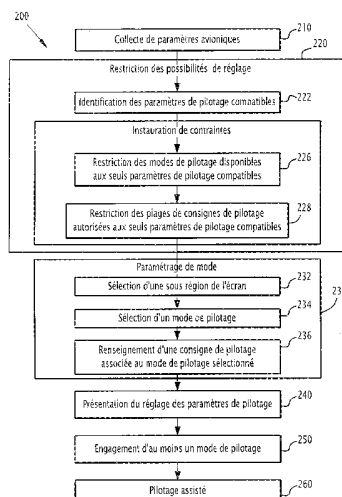 200
Collecte de paramètres avioniques
210
220
Restriction des possibilités de réglage
Identification des paramètres de pilotage compatibles
222
Instauration de contraintes
Restriction des modes de pilotage disponibles
aux seuls paramètres de pilotage compatibles
226
Restriction des plages de consignes de pilotage
autorisées aux seuls paramètres de pilotage compatibles
228
Paramétrage de mode
Sélection d'une sous région de l'écran
232
Sélection d'un mode de pilotage
234
Renseignement d'une consigne de pilotage
associée au mode de pilotage sélectionné
236
23
Présentation du réglage des paramètres de pilotage
240
Engagement d'au moins un mode de pilotage
250
Pilotage assisté
260